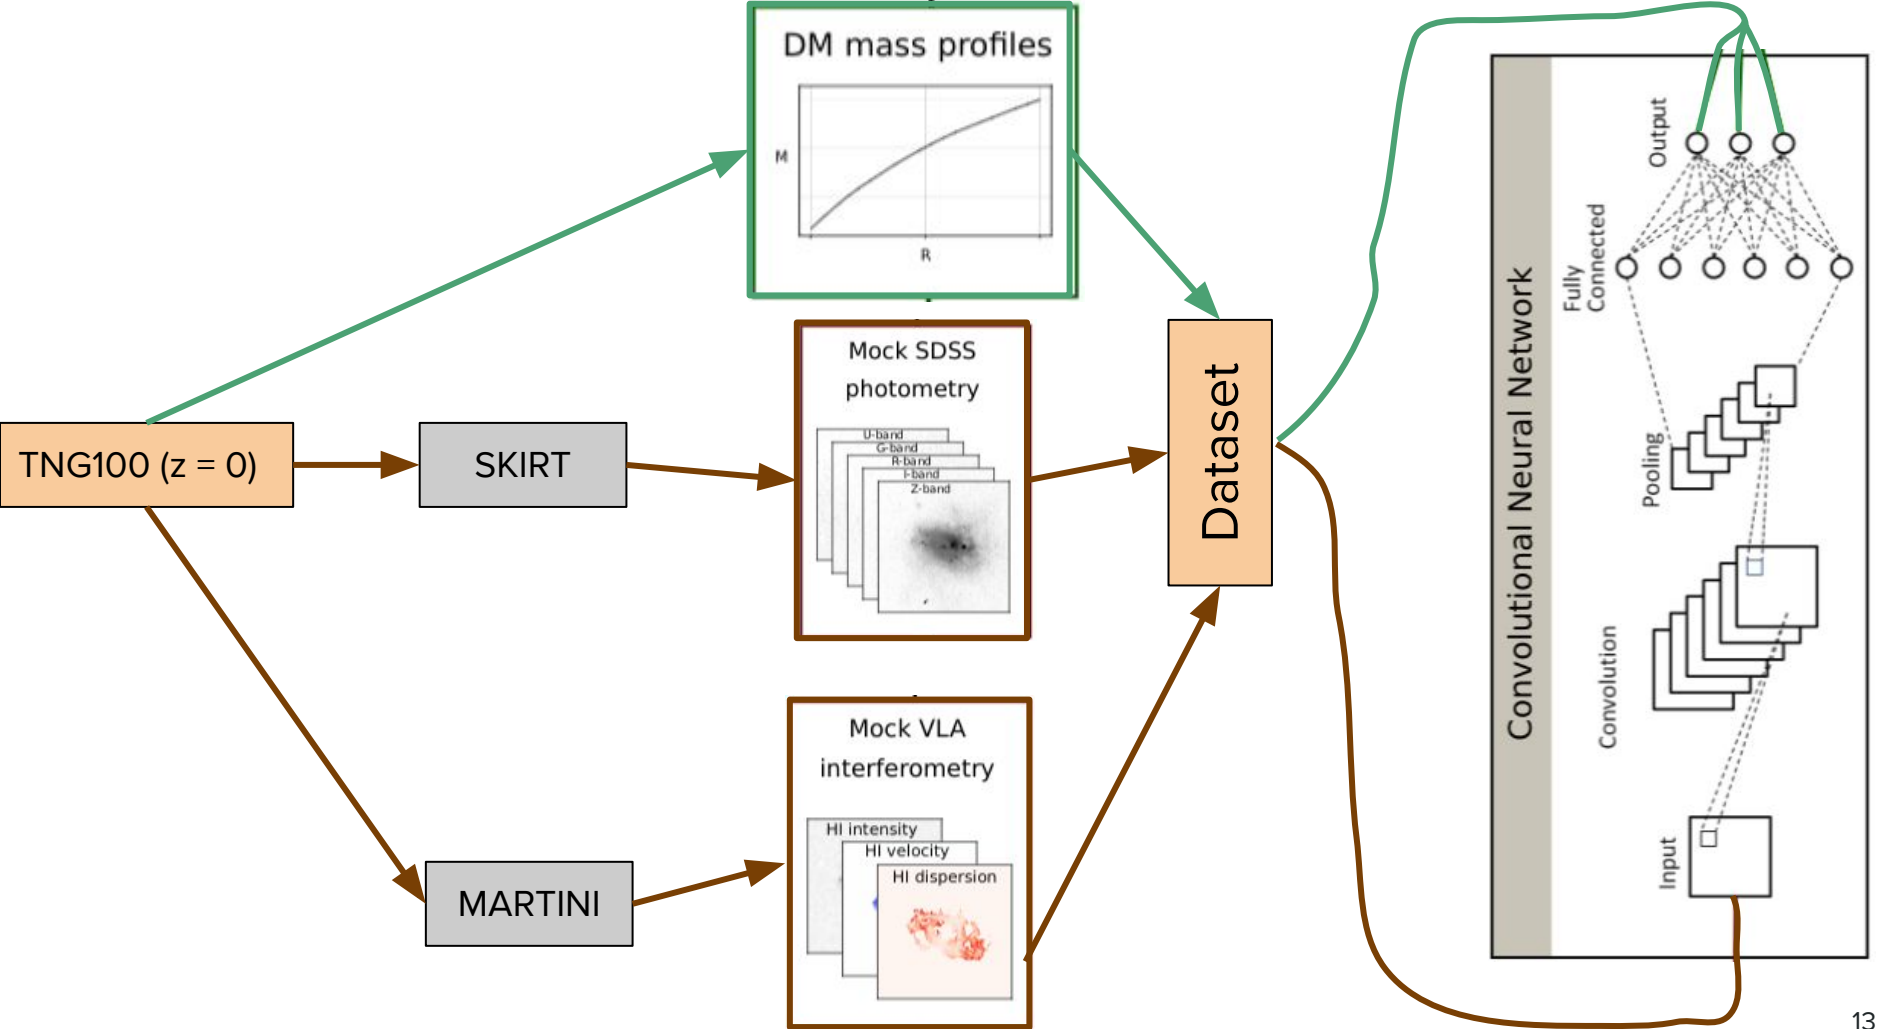 DM mass profiles
M
R
TNG100 (z = 0)
SKIRT
Mock SDSS
photometry
U-band
G-band
R-band
I-band
Z-band
MARTINI
Mock VLA
interferometry
HI intensity
HI velocity
HI dispersion
Dataset
Convolutional Neural Network
Output
Fully
Connected
Pooling
Convolution
Input
13